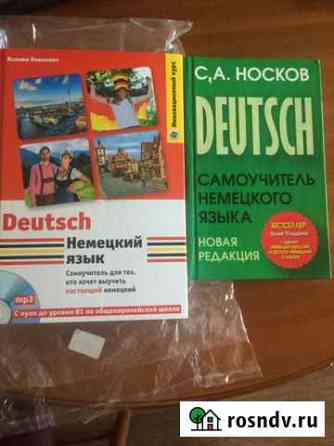 Deutsch
Немецкий
язык
Самоучитель для тех,
кто хочет выучить
настоящий немецкий
mp3
С нуля до уровня B1 по общеевропейской шкале
С.А. НОСКОВ
DEUTSCH
САМОУЧИТЕЛЬ
НЕМЕЦКОГО
ЯЗЫКА
НОВАЯ
РЕДАКЦИЯ
БЕСТСЕЛЛЕР
rosndv.ru